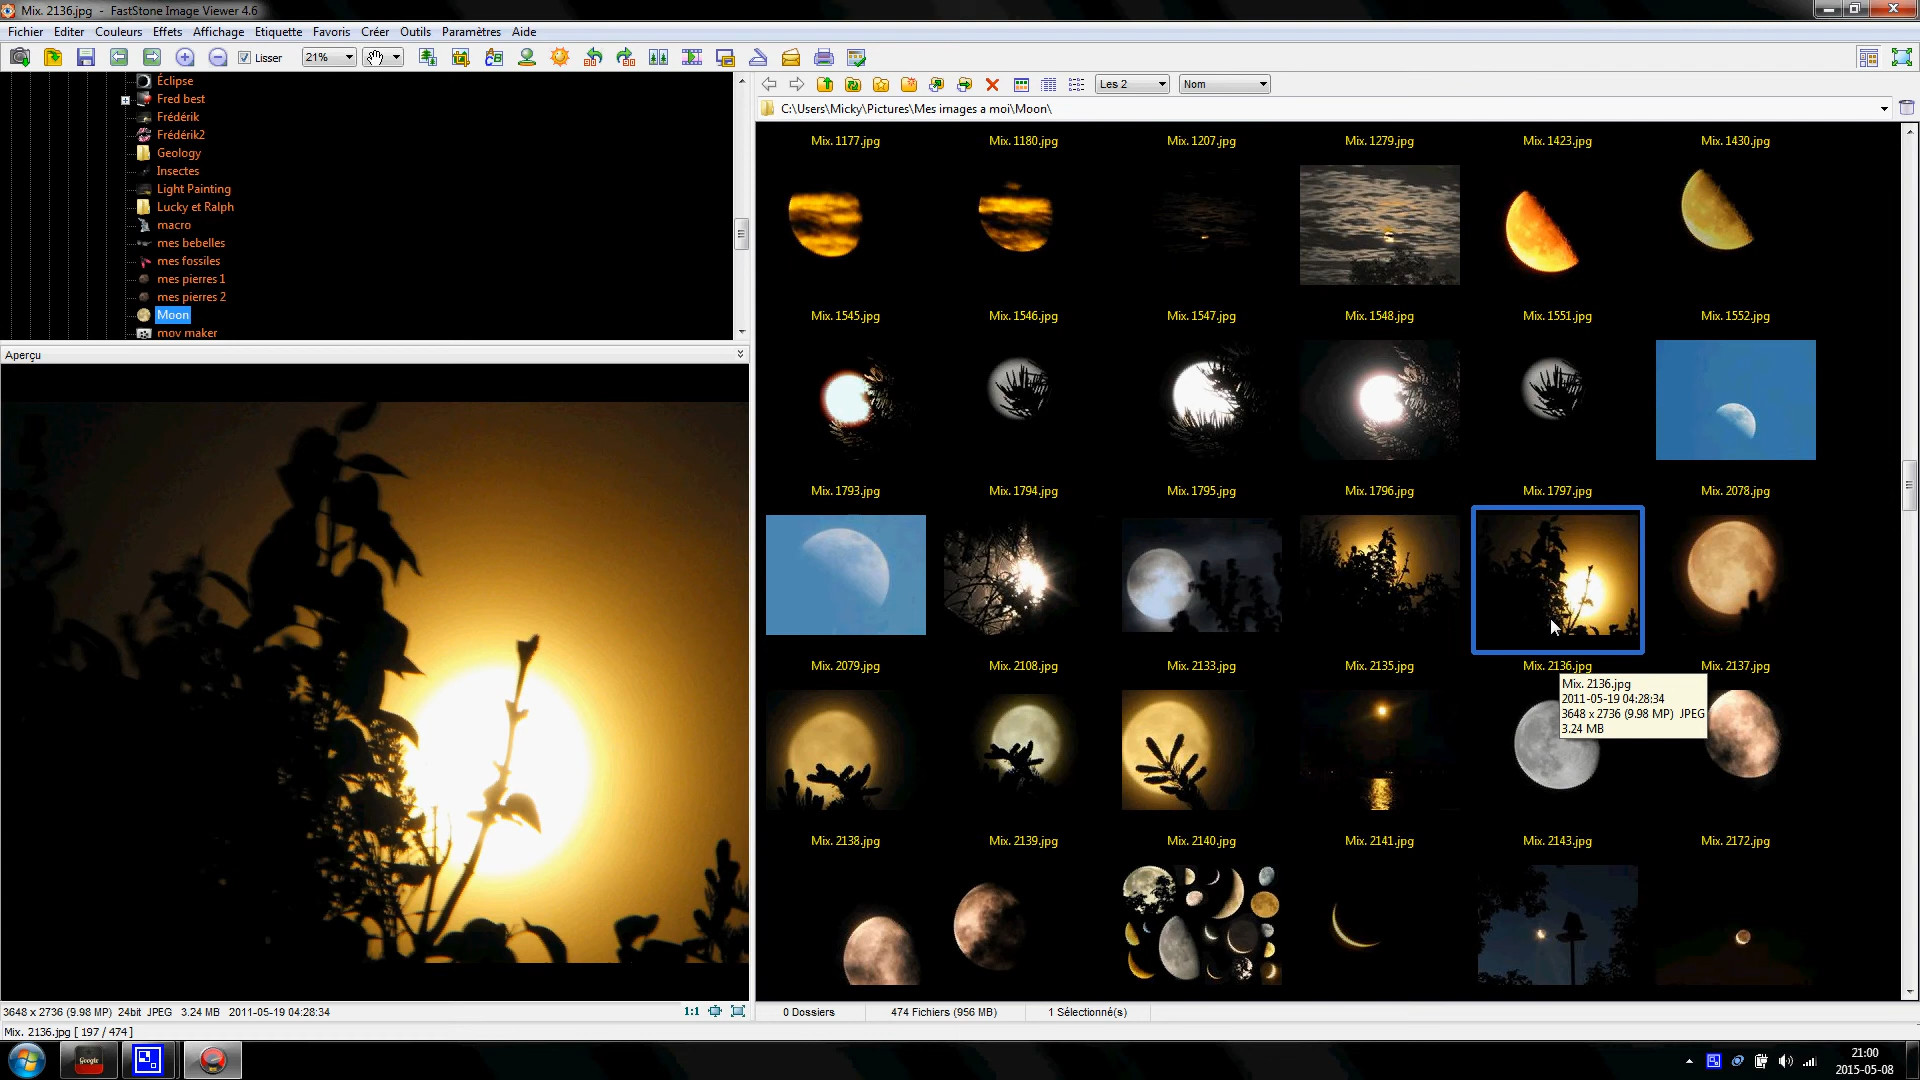 Mix. 2136.jpg - FastStone Image Viewer 4.6
Fichier Editer Couleurs Effets Affichage Etiquette Favoris Créer Outils Paramètres Aide
Lisser 21%
Éclipse
Fred best
Frédérik
Frédérik2
Geology
Insectes
Light Painting
Lucky et Ralph
macro
mes bebelles
mes fossiles
mes pierres 1
mes pierres 2
Moon
mov maker
Aperçu
3648 x 2736 (9.98 MP) 24bit JPEG 3.24 MB 2011-05-19 04:28:34 1:1
Mix. 2136.jpg [ 197 / 474 ]
Les 2 Nom
C:\Users\Micky\Pictures\Mes images a moi\Moon\
Mix. 1177.jpg Mix. 1180.jpg Mix. 1207.jpg Mix. 1279.jpg Mix. 1423.jpg Mix. 1430.jpg
Mix. 1545.jpg Mix. 1546.jpg Mix. 1547.jpg Mix. 1548.jpg Mix. 1551.jpg Mix. 1552.jpg
Mix. 1793.jpg Mix. 1794.jpg Mix. 1795.jpg Mix. 1796.jpg Mix. 1797.jpg Mix. 2078.jpg
Mix. 2079.jpg Mix. 2108.jpg Mix. 2133.jpg Mix. 2135.jpg Mix. 2136.jpg Mix. 2137.jpg
Mix. 2136.jpg
2011-05-19 04:28:34
3648 x 2736 (9.98 MP) JPEG
3.24 MB
Mix. 2138.jpg Mix. 2139.jpg Mix. 2140.jpg Mix. 2141.jpg Mix. 2143.jpg Mix. 2172.jpg
0 Dossiers 474 Fichiers (956 MB) 1 Sélectionné(s)
Google
21:00
2015-05-08